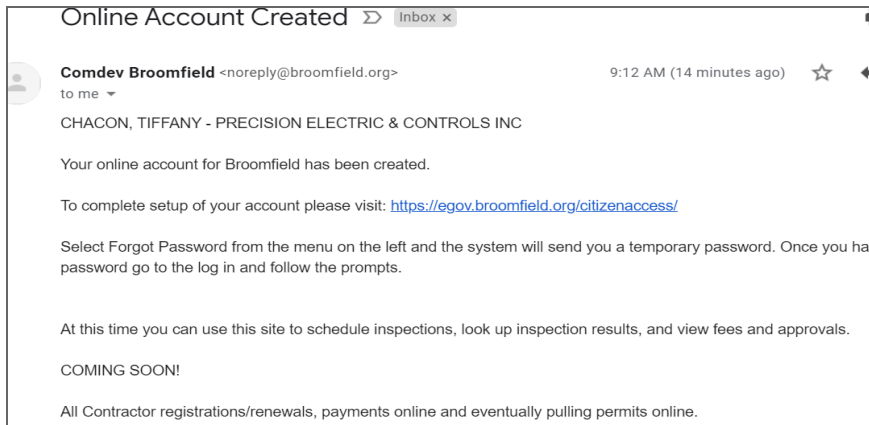 Online Account Created Inbox x
Comdev Broomfield <noreply@broomfield.org> 9:12 AM (14 minutes ago)
to me
CHACON, TIFFANY - PRECISION ELECTRIC & CONTROLS INC
Your online account for Broomfield has been created.
To complete setup of your account please visit: https://egov.broomfield.org/citizenaccess/
Select Forgot Password from the menu on the left and the system will send you a temporary password. Once you ha
password go to the log in and follow the prompts.
At this time you can use this site to schedule inspections, look up inspection results, and view fees and approvals.
COMING SOON!
All Contractor registrations/renewals, payments online and eventually pulling permits online.